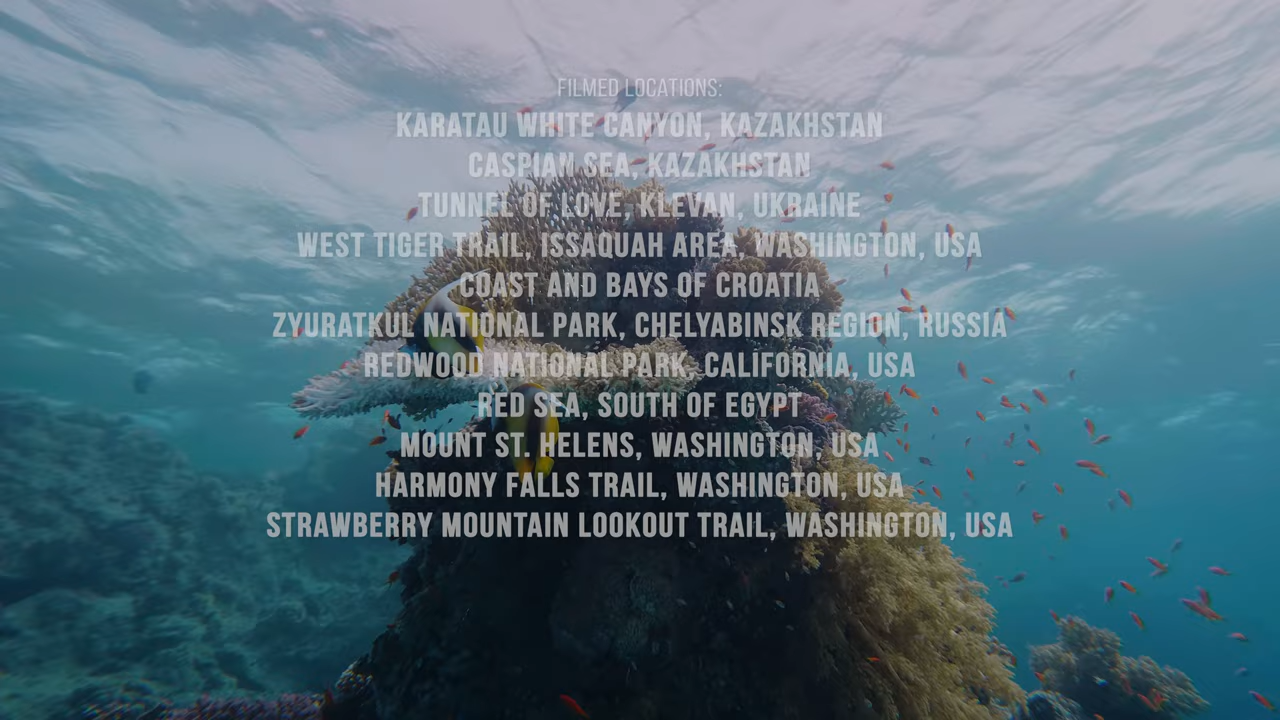 FILMED LOCATIONS:
KARATAU WHITE CANYON, KAZAKHSTAN
CASPIAN SEA, KAZAKHSTAN
TUNNEL OF LOVE, KLEVAN, UKRAINE
WEST TIGER TRAIL, ISSAQUAH AREA, WASHINGTON, USA
COAST AND BAYS OF CROATIA
ZYURATKUL NATIONAL PARK, CHELYABINSK REGION, RUSSIA
REDWOOD NATIONAL PARK, CALIFORNIA, USA
RED SEA, SOUTH OF EGYPT
MOUNT ST. HELENS, WASHINGTON, USA
HARMONY FALLS TRAIL, WASHINGTON, USA
STRAWBERRY MOUNTAIN LOOKOUT TRAIL, WASHINGTON, USA